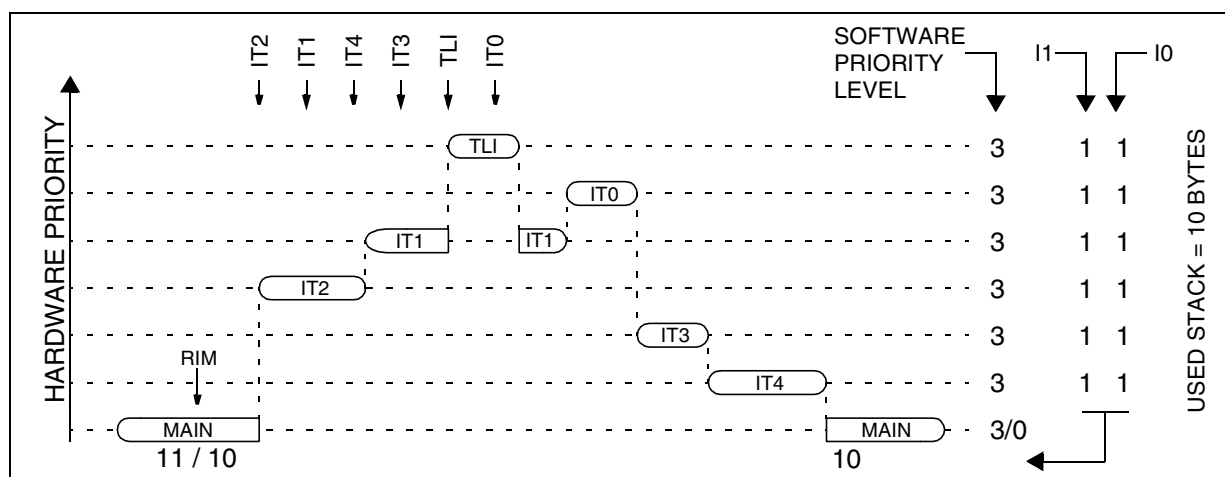 IT2
IT1
IT4
IT3
TLI
IT0
SOFTWARE
PRIORITY
LEVEL
I1
I0
HARDWARE PRIORITY
TLI
3 1 1
IT0
3 1 1
IT1 IT1
3 1 1
IT2
3 1 1
IT3
3 1 1
RIM
IT4
3 1 1
MAIN MAIN
3/0
11 / 10
10
USED STACK = 10 BYTES